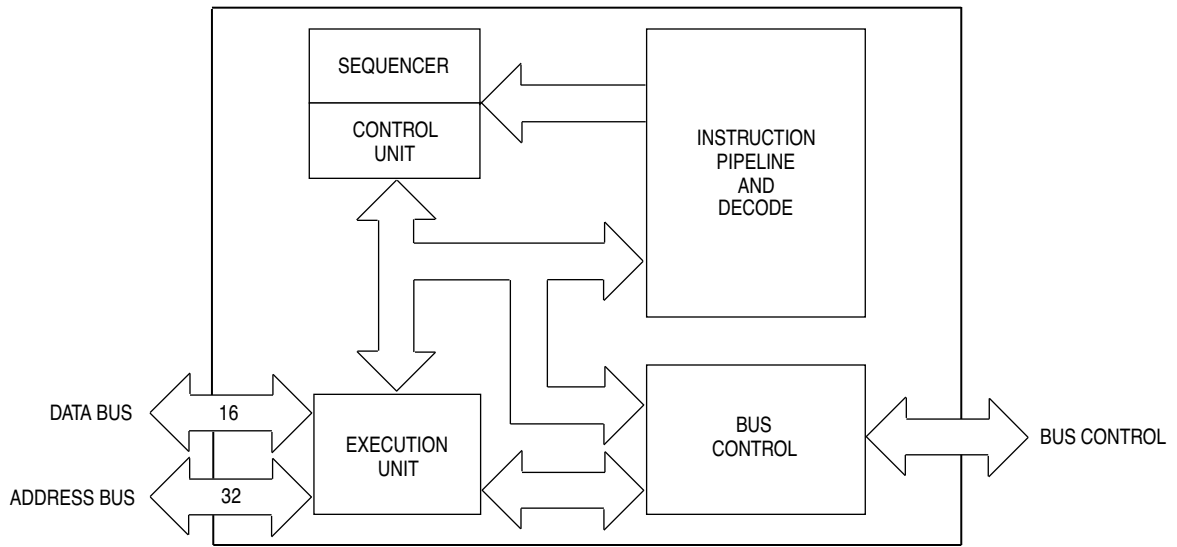 SEQUENCER
CONTROL
UNIT
INSTRUCTION
PIPELINE
AND
DECODE
DATA BUS
16
ADDRESS BUS
32
EXECUTION
UNIT
BUS
CONTROL
BUS CONTROL